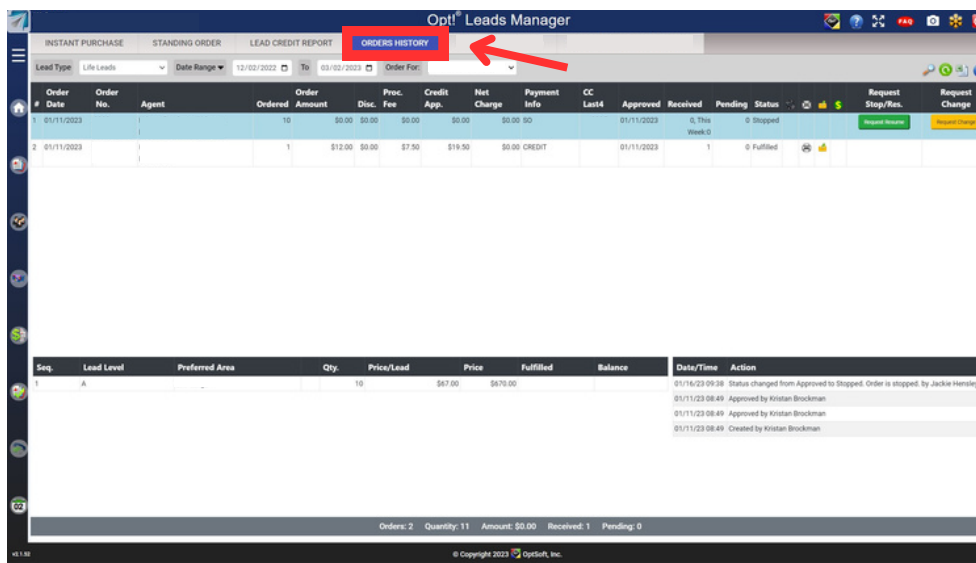 Opt!® Leads Manager
FAQ
INSTANT PURCHASE STANDING ORDER LEAD CREDIT REPORT ORDERS HISTORY
Lead Type Life Leads Date Range 12/02/2022 To 03/02/2023 Order For:
# Order Date Order No. Agent Ordered Order Amount Disc. Proc. Fee Credit App. Net Charge Payment Info CC Last4 Approved Received Pending Status $ Request Stop/Res. Request Change
1 01/11/2023 10 $0.00 $0.00 $0.00 $0.00 $0.00 SO 01/11/2023 0, This Week:0 0 Stopped Request Resume Request Change
2 01/11/2023 1 $12.00 $0.00 $7.50 $19.50 $0.00 CREDIT 01/11/2023 1 0 Fulfilled
Seq. Lead Level Preferred Area Qty. Price/Lead Price Fulfilled Balance
1 A 10 $67.00 $670.00
Date/Time Action
01/16/23 09:38 Status changed from Approved to Stopped. Order is stopped. by Jackie Hensley
01/11/23 08:49 Approved by Kristan Brockman
01/11/23 08:49 Approved by Kristan Brockman
01/11/23 08:49 Created by Kristan Brockman
Orders: 2 Quantity: 11 Amount: $0.00 Received: 1 Pending: 0
v3.1.52 © Copyright 2023 OptSoft, Inc.